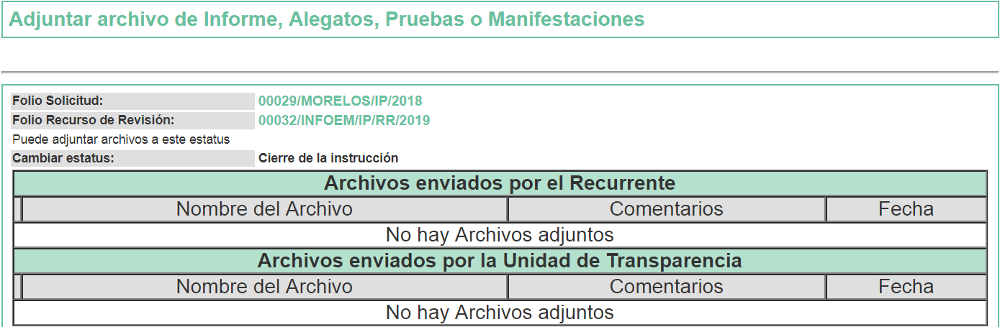 Adjuntar archivo de Informe, Alegatos, Pruebas o Manifestaciones
Folio Solicitud: 00029/MORELOS/IP/2018
Folio Recurso de Revisión: 00032/INFOEM/IP/RR/2019
Puede adjuntar archivos a este estatus
Cambiar estatus: Cierre de la instrucción
Archivos enviados por el Recurrente
Nombre del Archivo Comentarios Fecha
No hay Archivos adjuntos
Archivos enviados por la Unidad de Transparencia
Nombre del Archivo Comentarios Fecha
No hay Archivos adjuntos